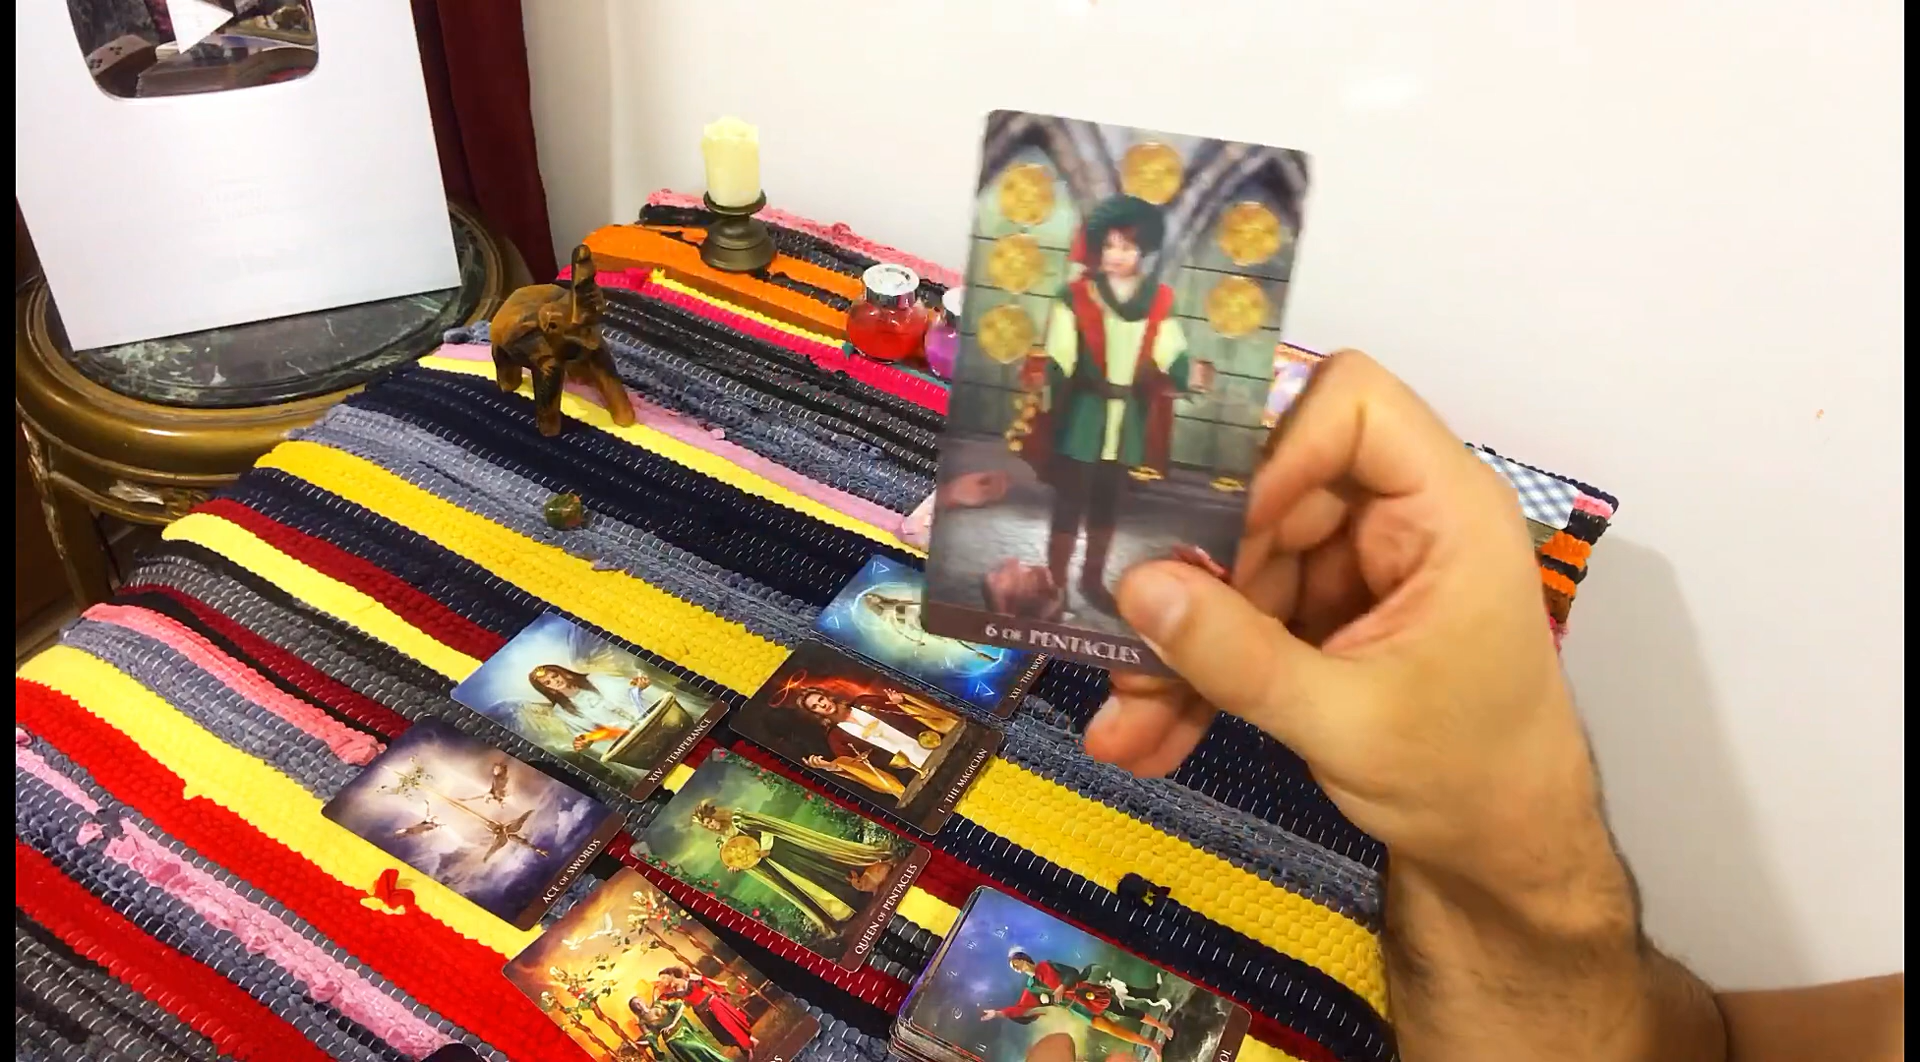 6 OF PENTACLES
XIV · TEMPERANCE
I · THE MAGICIAN
ACE OF SWORDS
QUEEN OF PENTACLES